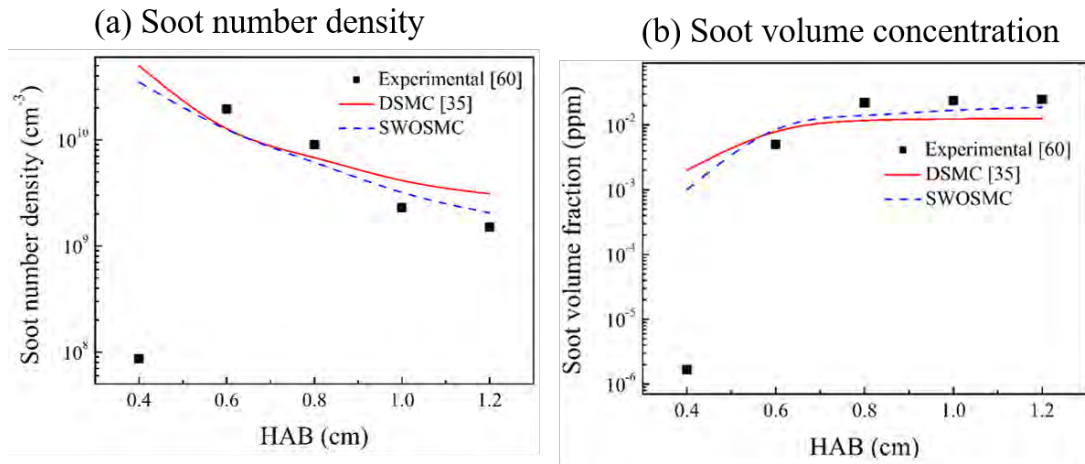 (a) Soot number density
Experimental [60]
DSMC [35]
SWOSMC
10¹⁰
10⁹
10⁸
Soot number density (cm⁻³)
0.4 0.6 0.8 1.0 1.2
HAB (cm)
(b) Soot volume concentration
10⁻²
10⁻³
10⁻⁴
10⁻⁵
10⁻⁶
Soot volume fraction (ppm)
Experimental [60]
DSMC [35]
SWOSMC
0.4 0.6 0.8 1.0 1.2
HAB (cm)